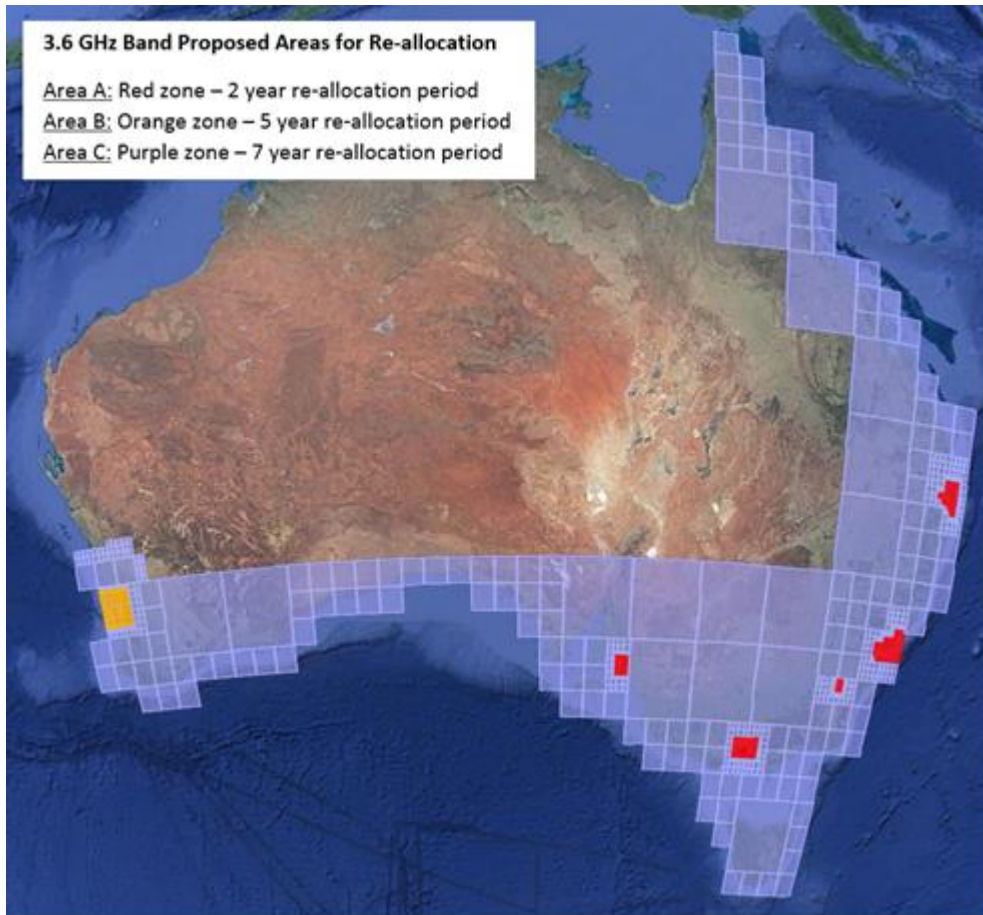 3.6 GHz Band Proposed Areas for Re-allocation
Area A: Red zone – 2 year re-allocation period
Area B: Orange zone – 5 year re-allocation period
Area C: Purple zone – 7 year re-allocation period